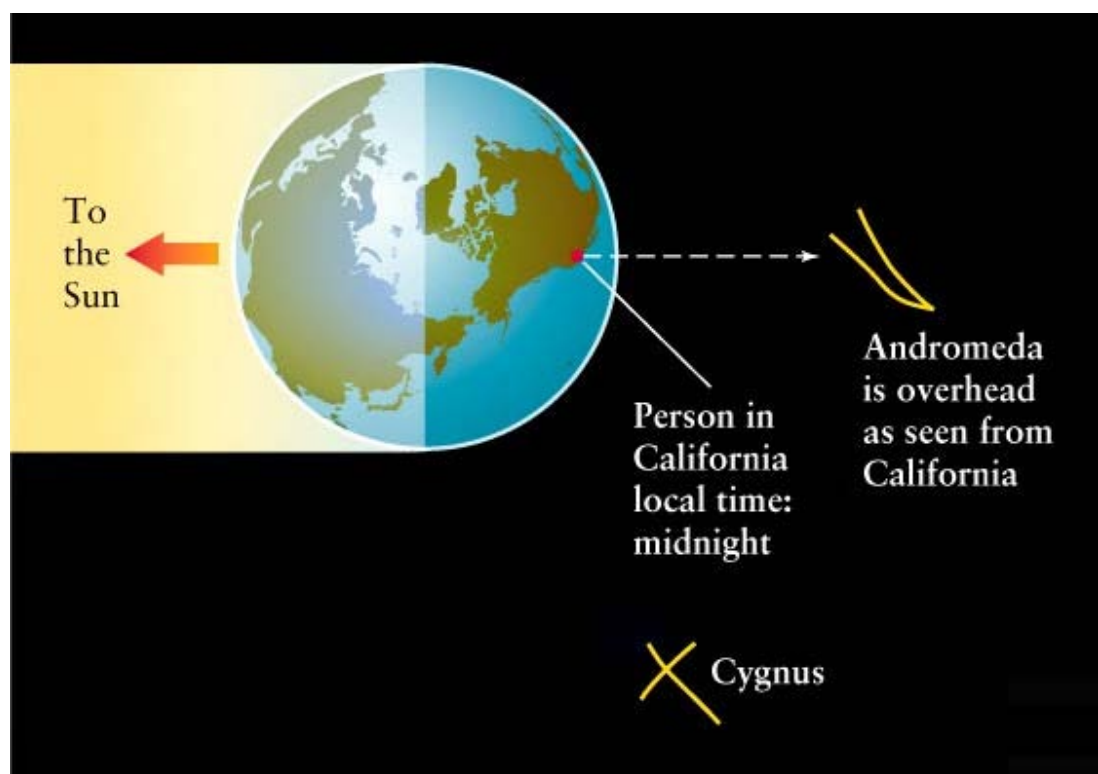 To
the
Sun
Andromeda
is overhead
as seen from
California
Person in
California
local time:
midnight
Cygnus